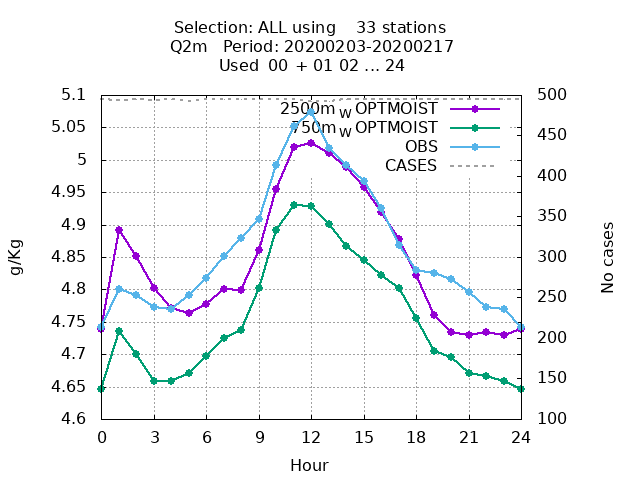 Selection: ALL using    33 stations
Q2m   Period: 20200203-20200217
Used  00 + 01 02 ... 24
5.1
5.05
5
4.95
4.9
4.85
4.8
4.75
4.7
4.65
4.6
g/Kg
500
450
400
350
300
250
200
150
100
No cases
2500m W OPTMOIST
750m W OPTMOIST
OBS
CASES
0 3 6 9 12 15 18 21 24
Hour